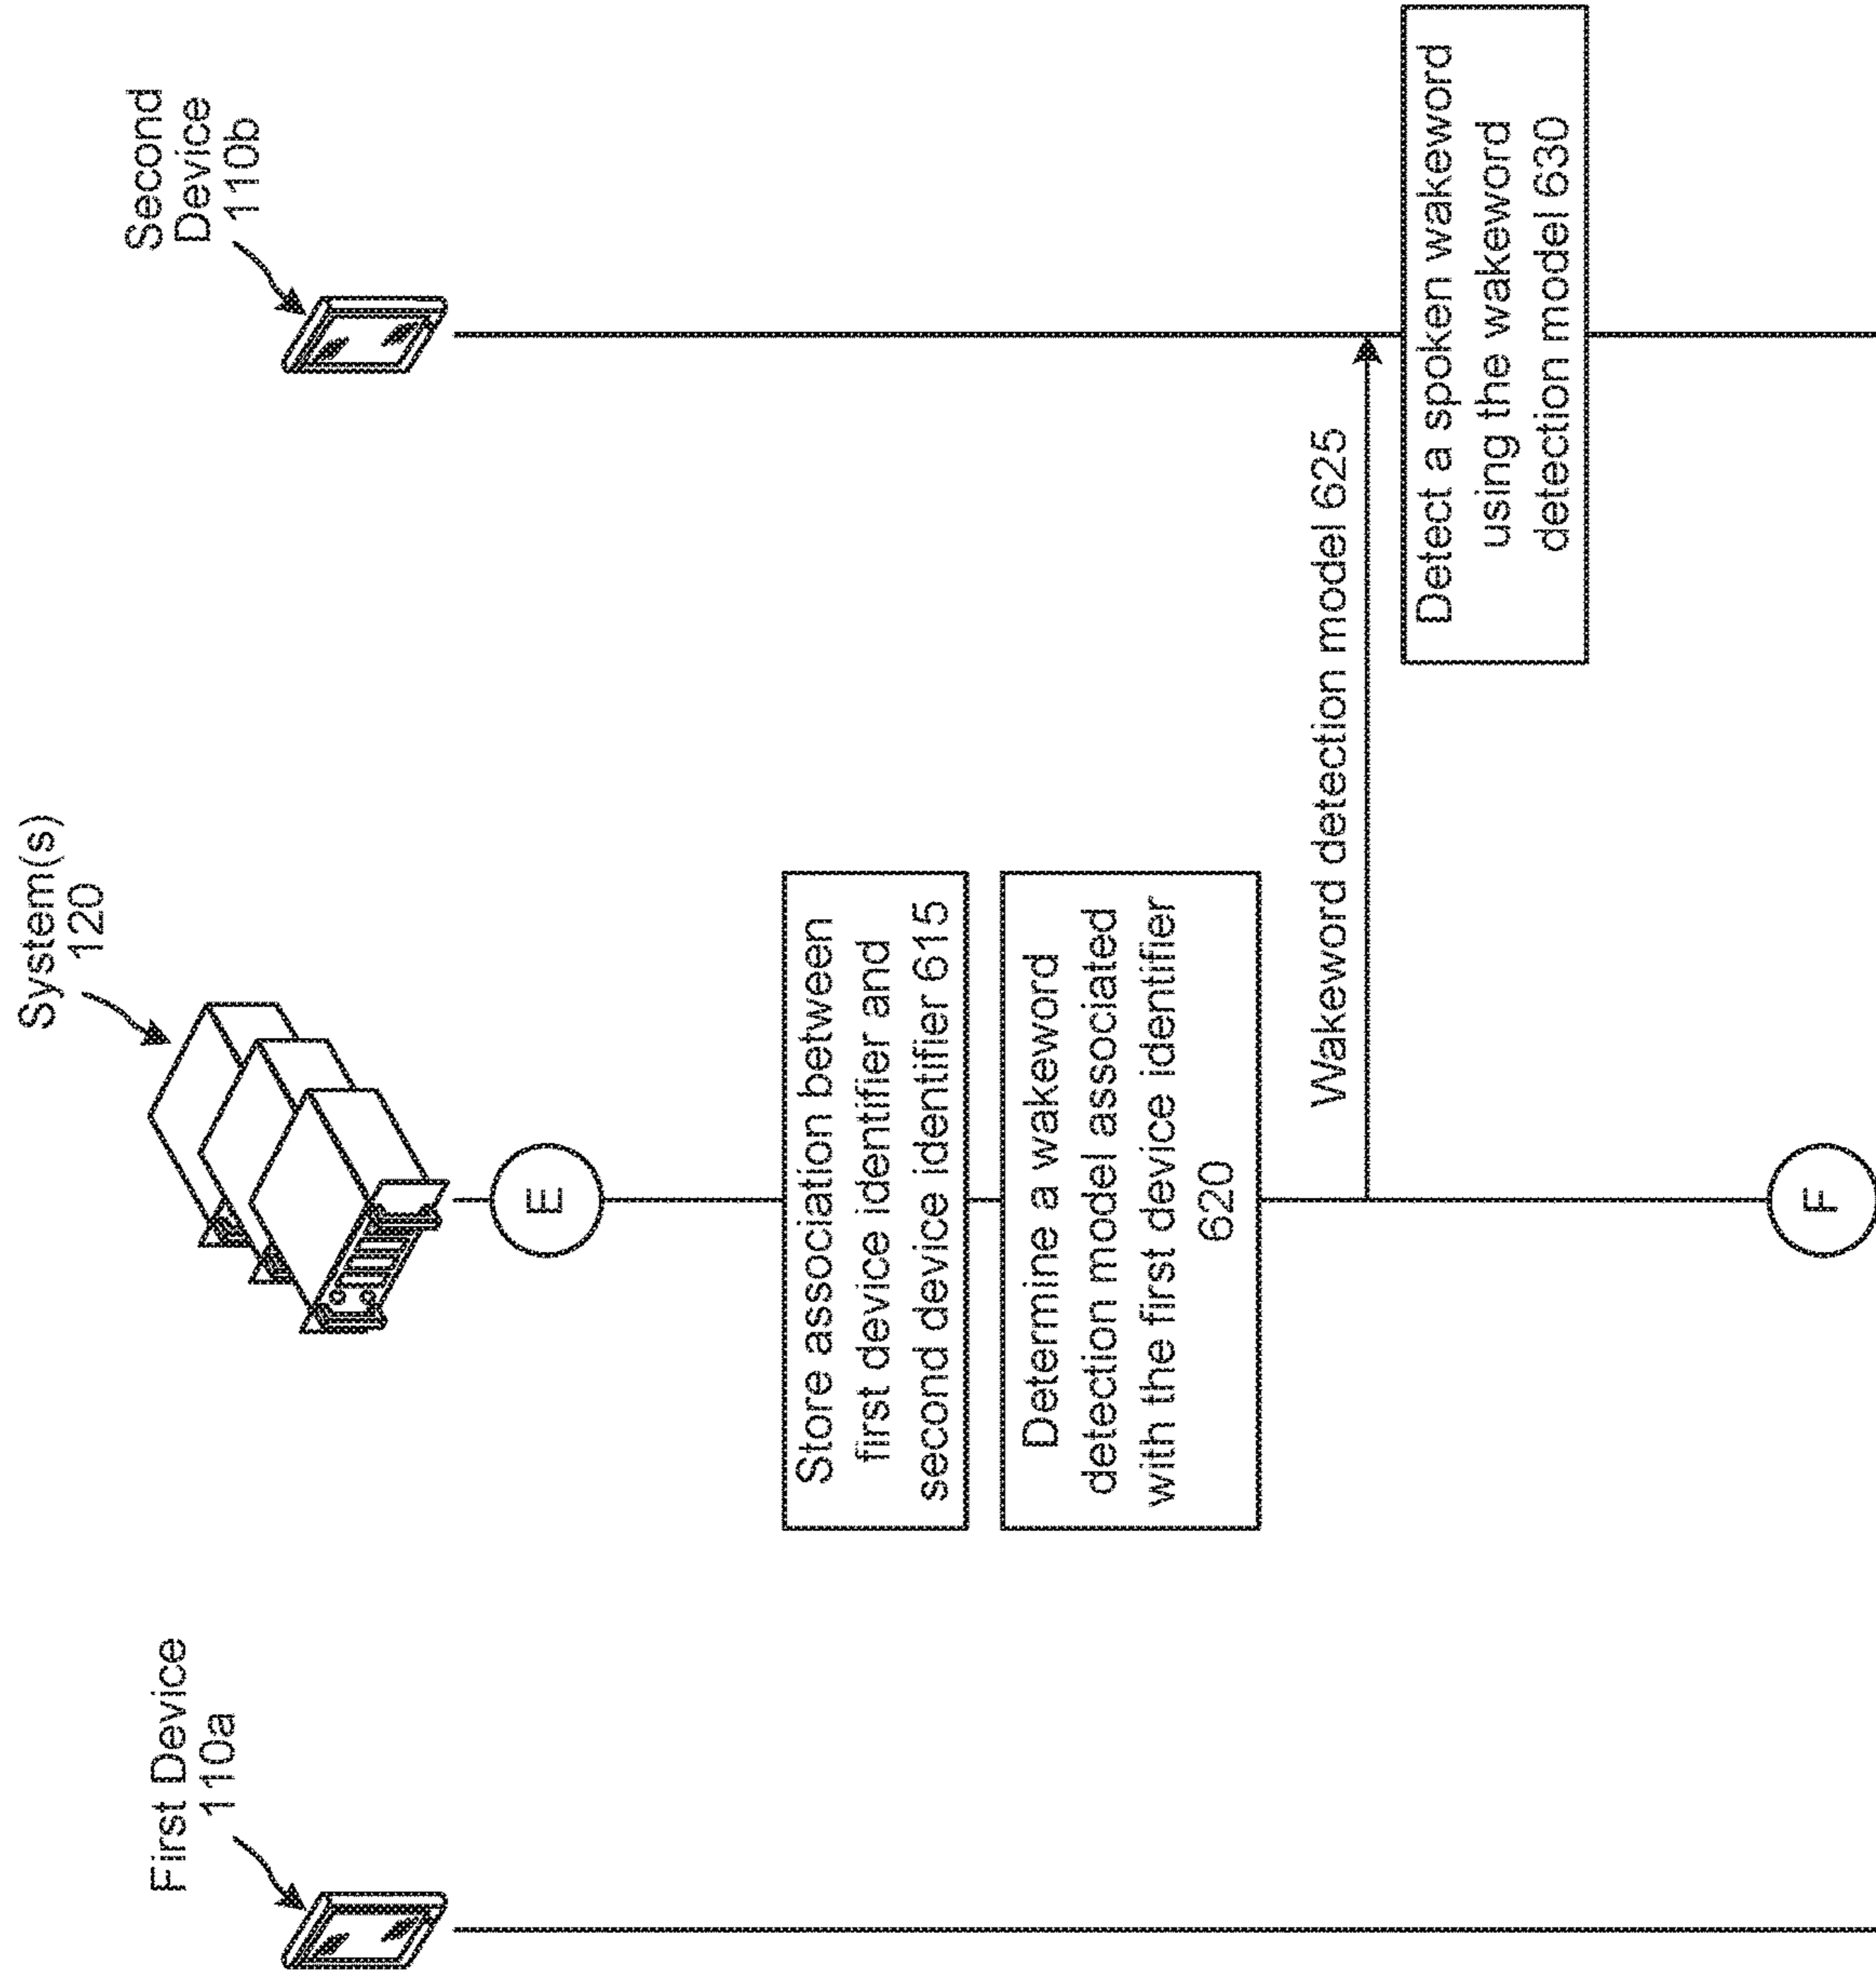 First Device
110a
System(s)
120
Second
Device
110b
E
Store association between
first device identifier and
second device identifier 615
Determine a wakeword
detection model associated
with the first device identifier
620
Wakeword detection model 625
Detect a spoken wakeword
using the wakeword
detection model 630
F